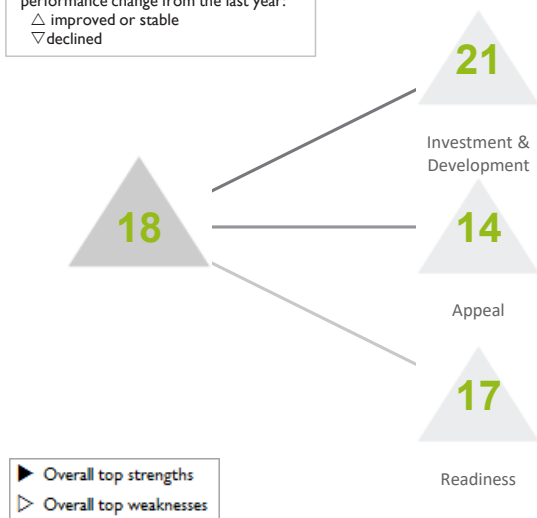 performance change from the last year:
△ improved or stable
▽ declined
21
Investment &
Development
18
14
Appeal
17
Readiness
▶ Overall top strengths
▷ Overall top weaknesses